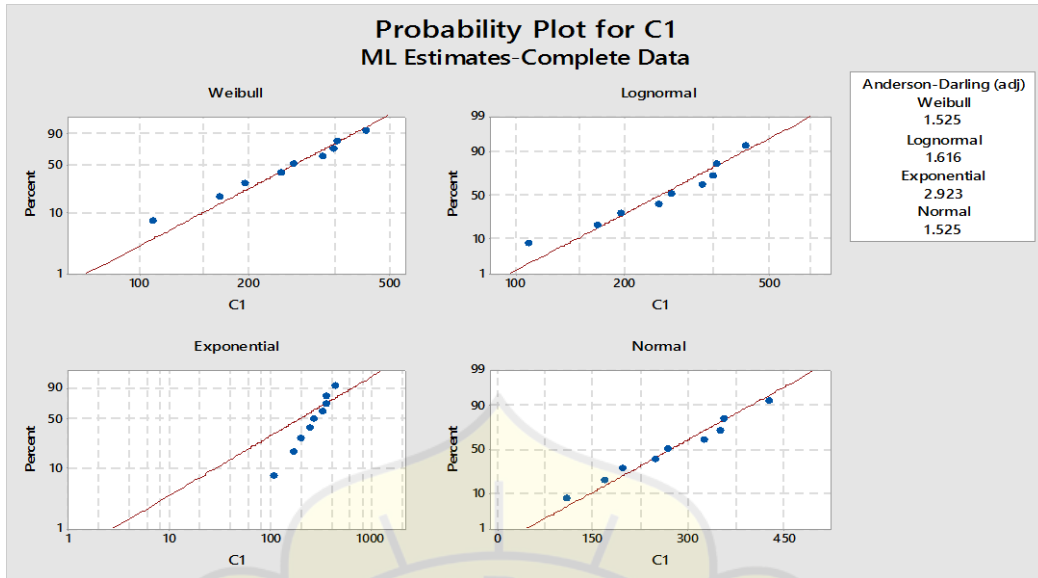 Probability Plot for C1
ML Estimates-Complete Data
Weibull
Percent
90
50
10
1
100
200
500
C1
Lognormal
Percent
99
90
50
10
1
100
200
500
C1
Anderson-Darling (adj)
Weibull
1.525
Lognormal
1.616
Exponential
2.923
Normal
1.525
Exponential
Percent
90
50
10
1
1
10
100
1000
C1
Normal
Percent
99
90
50
10
1
0
150
300
450
C1